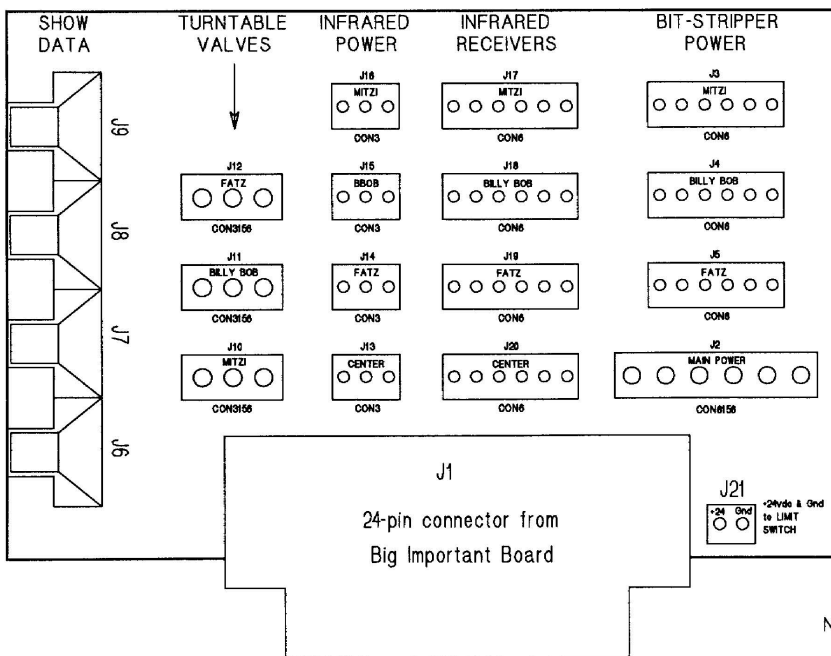 SHOW
DATA
TURNTABLE
VALVES
INFRARED
POWER
INFRARED
RECEIVERS
BIT-STRIPPER
POWER
J9
J8
J7
J6
J12
FATZ
CON3156
J11
BILLY BOB
CON3156
J10
MITZI
CON3156
J16
MITZI
CON3
J15
BBOB
CON3
J14
FATZ
CON3
J13
CENTER
CON3
J17
MITZI
CON6
J18
BILLY BOB
CON6
J19
FATZ
CON6
J20
CENTER
CON6
J3
MITZI
CON6
J4
BILLY BOB
CON6
J5
FATZ
CON6
J2
MAIN POWER
CON6156
J1
24-pin connector from
Big Important Board
J21
+24 Gnd
+24vdc & Gnd
to LIMIT
SWITCH
N